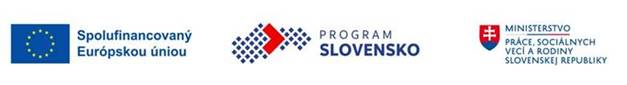 Spolufinancovaný
Európskou úniou
PROGRAM
SLOVENSKO
MINISTERSTVO
PRÁCE, SOCIÁLNYCH
VECÍ A RODINY
SLOVENSKEJ REPUBLIKY